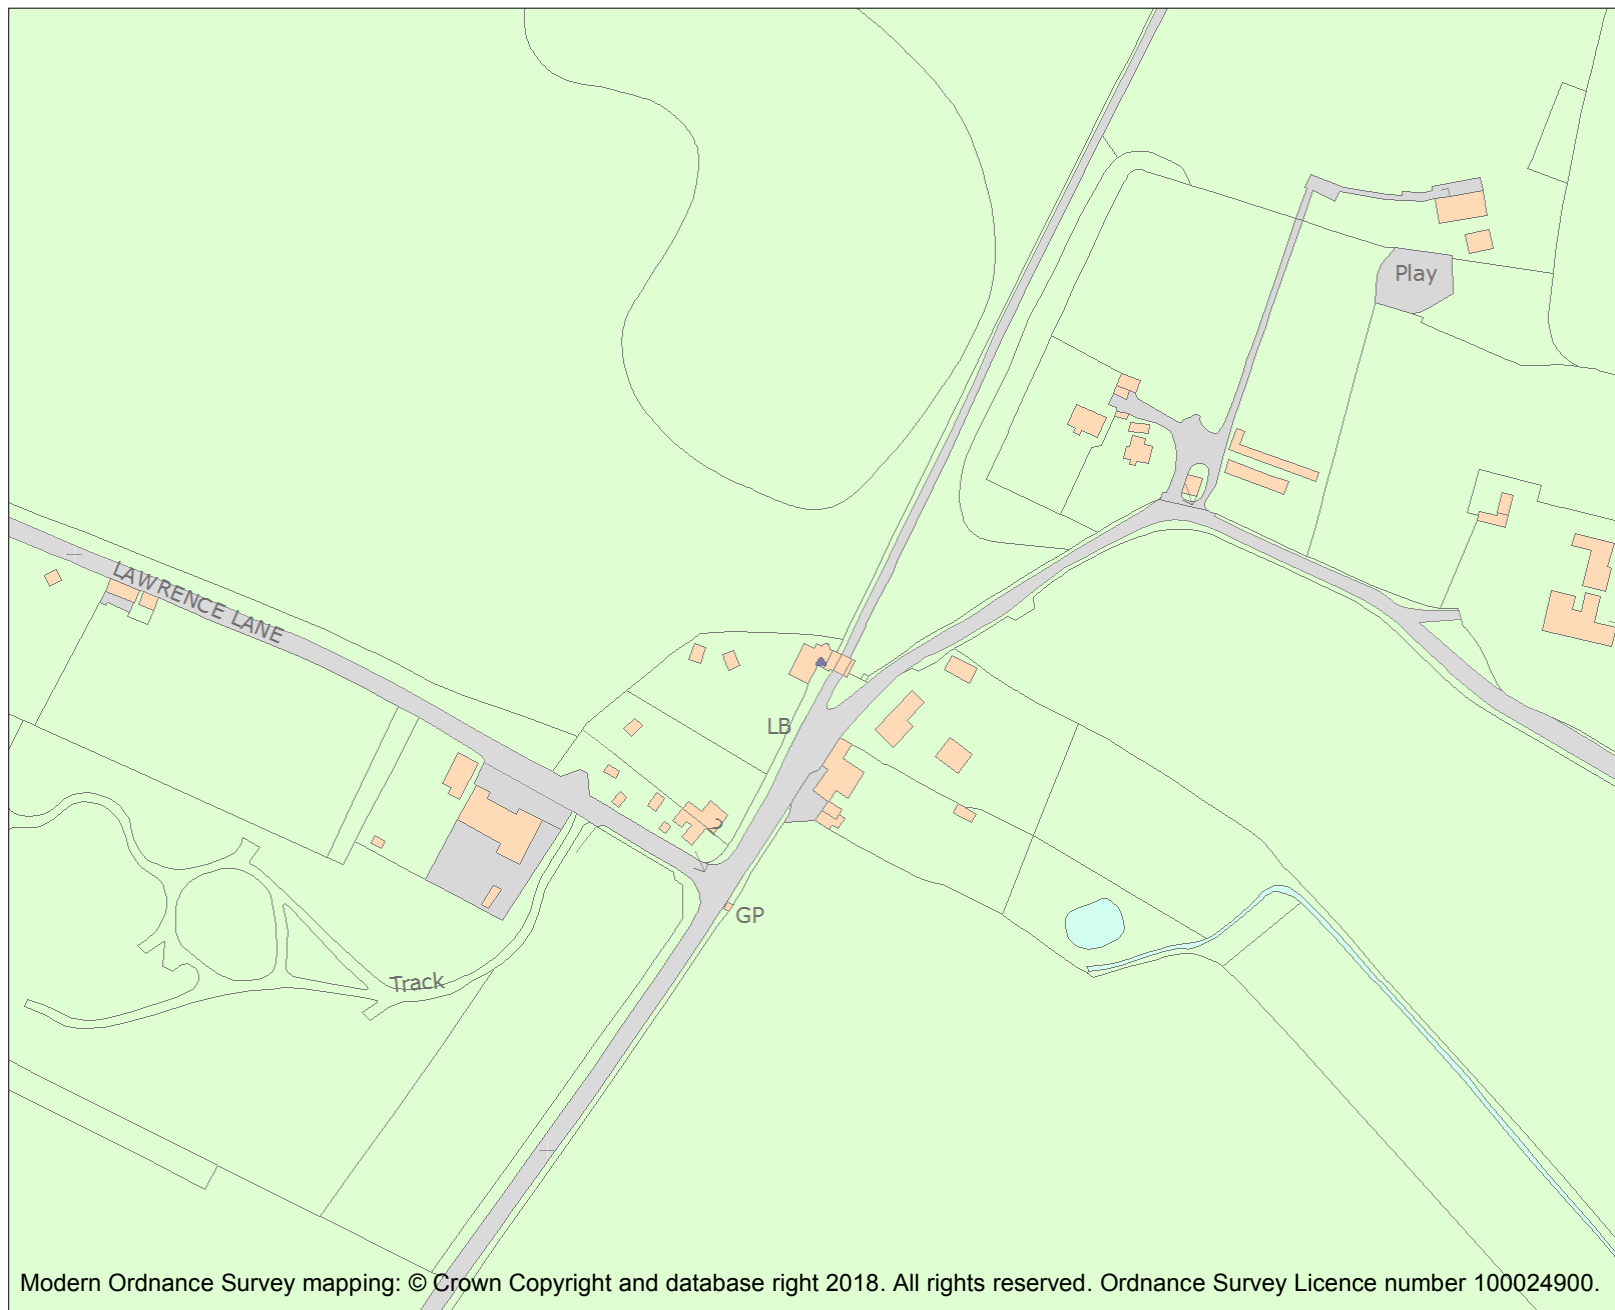 Play
LAWRENCE LANE
LB
2
GP
Track
Modern Ordnance Survey mapping: © Crown Copyright and database right 2018. All rights reserved. Ordnance Survey Licence number 100024900.